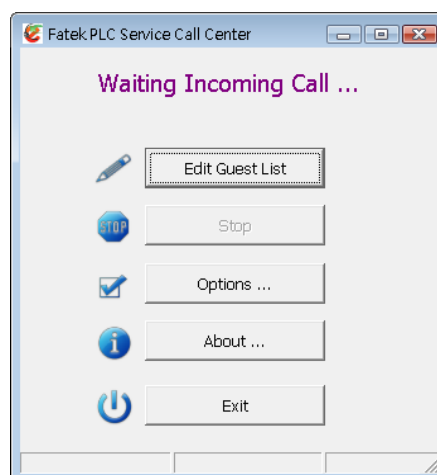 Fatek PLC Service Call Center
Waiting Incoming Call ...
Edit Guest List
STOP
Stop
Options ...
About ...
Exit